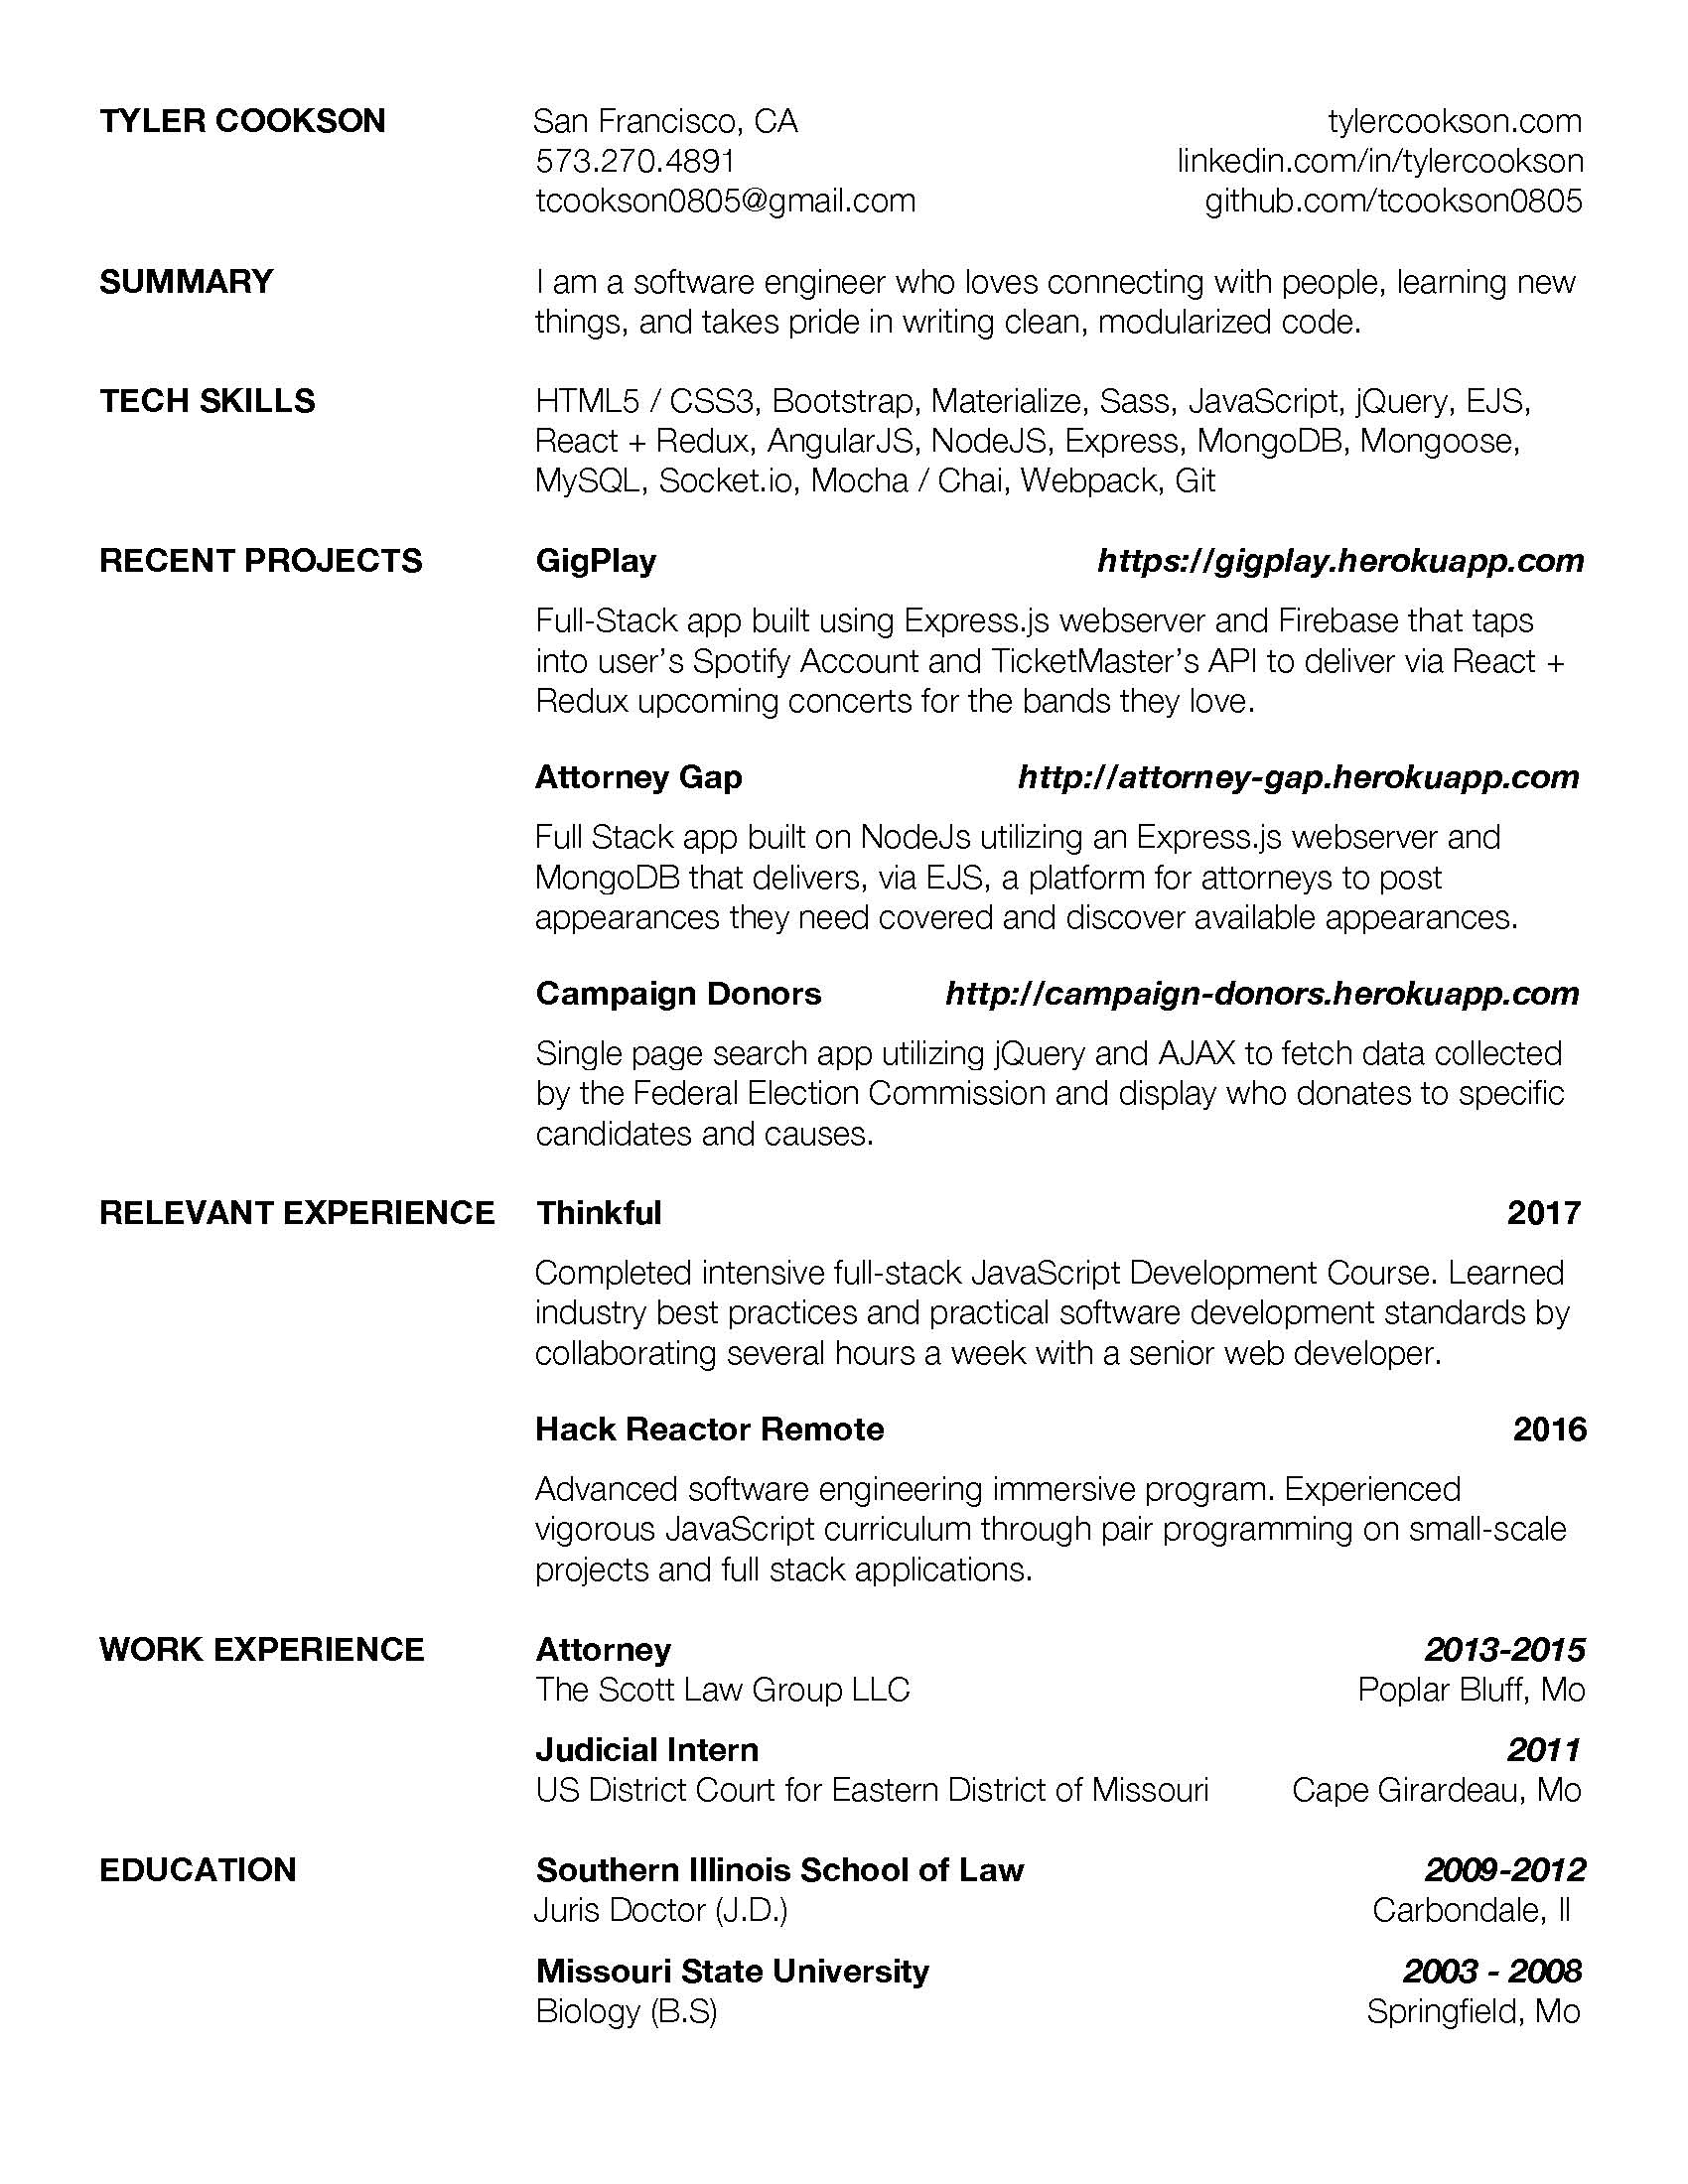 TYLER COOKSON San Francisco, CA tylercookson.com
573.270.4891 linkedin.com/in/tylercookson
tcookson0805@gmail.com github.com/tcookson0805
SUMMARY I am a software engineer who loves connecting with people, learning new
things, and takes pride in writing clean, modularized code.
TECH SKILLS HTML5 / CSS3, Bootstrap, Materialize, Sass, JavaScript, jQuery, EJS,
React + Redux, AngularJS, NodeJS, Express, MongoDB, Mongoose,
MySQL, Socket.io, Mocha / Chai, Webpack, Git
RECENT PROJECTS GigPlay https://gigplay.herokuapp.com
Full-Stack app built using Express.js webserver and Firebase that taps
into user’s Spotify Account and TicketMaster’s API to deliver via React +
Redux upcoming concerts for the bands they love.
Attorney Gap http://attorney-gap.herokuapp.com
Full Stack app built on NodeJs utilizing an Express.js webserver and
MongoDB that delivers, via EJS, a platform for attorneys to post
appearances they need covered and discover available appearances.
Campaign Donors http://campaign-donors.herokuapp.com
Single page search app utilizing jQuery and AJAX to fetch data collected
by the Federal Election Commission and display who donates to specific
candidates and causes.
RELEVANT EXPERIENCE Thinkful 2017
Completed intensive full-stack JavaScript Development Course. Learned
industry best practices and practical software development standards by
collaborating several hours a week with a senior web developer.
Hack Reactor Remote 2016
Advanced software engineering immersive program. Experienced
vigorous JavaScript curriculum through pair programming on small-scale
projects and full stack applications.
WORK EXPERIENCE Attorney 2013-2015
The Scott Law Group LLC Poplar Bluff, Mo
Judicial Intern 2011
US District Court for Eastern District of Missouri Cape Girardeau, Mo
EDUCATION Southern Illinois School of Law 2009-2012
Juris Doctor (J.D.) Carbondale, Il
Missouri State University 2003 - 2008
Biology (B.S) Springfield, Mo